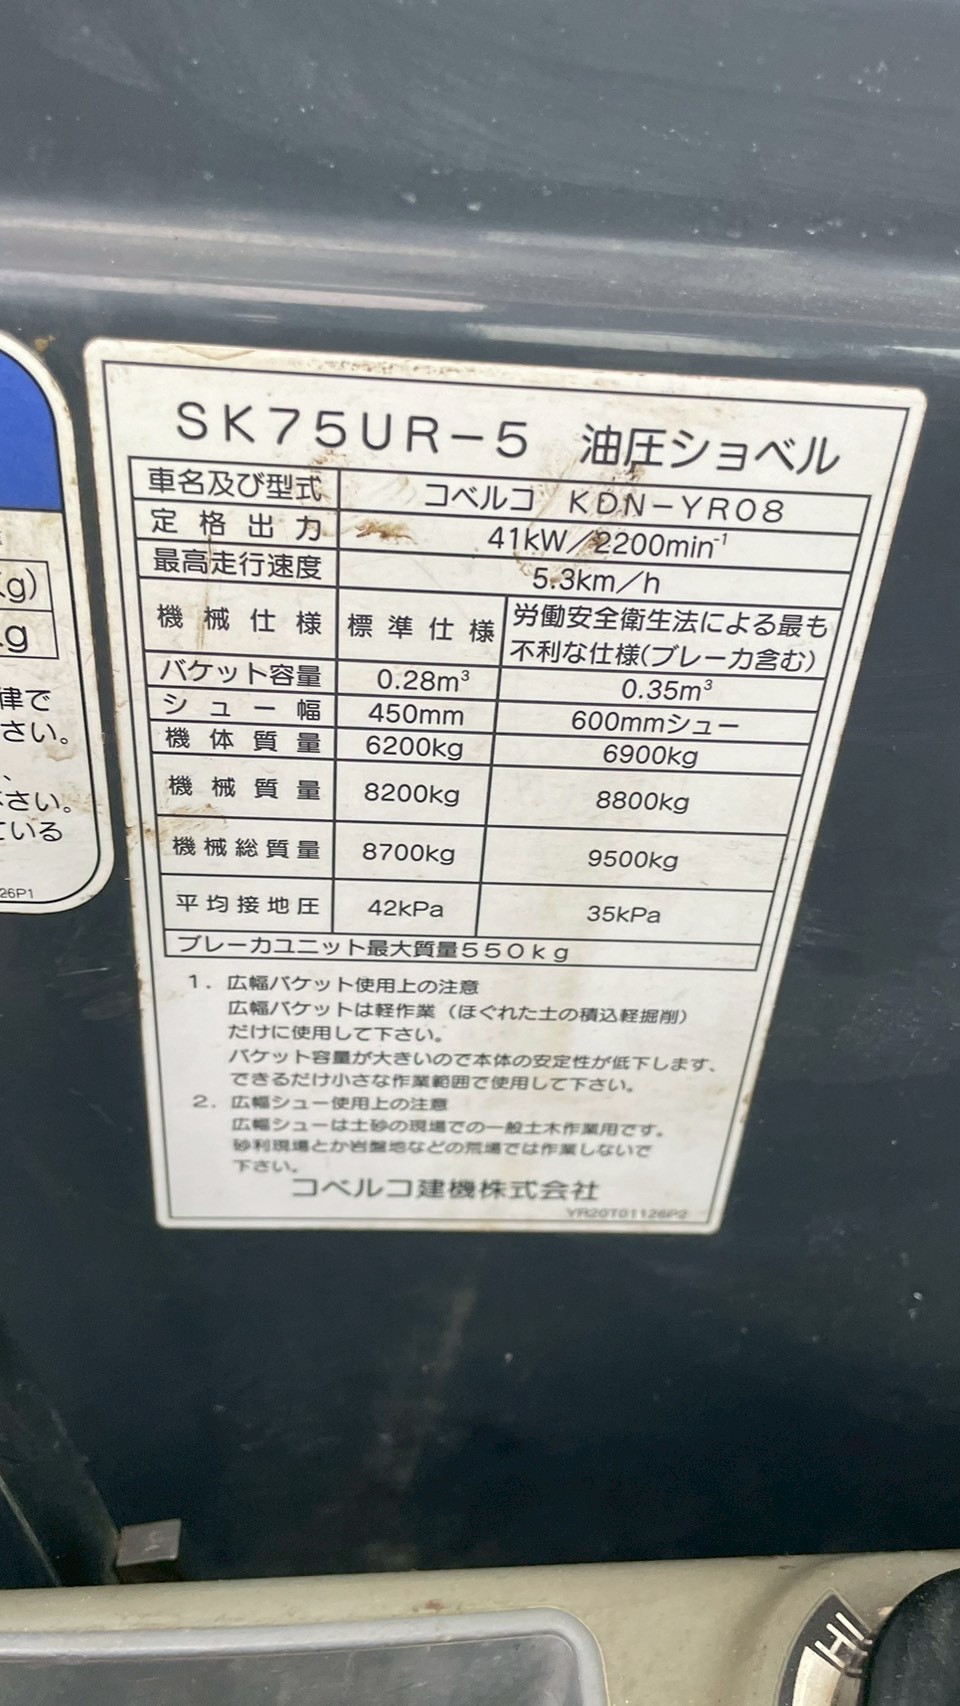 SK75UR-5 油圧ショベル
車名及び型式 コベルコ KDN-YR08
定格出力 41kW/2200min⁻¹
最高走行速度 5.3km/h
機械仕様 標準仕様 労働安全衛生法による最も
不利な仕様(ブレーカ含む)
バケット容量 0.28m³ 0.35m³
シュー幅 450mm 600mmシュー
機体質量 6200kg 6900kg
機械質量 8200kg 8800kg
機械総質量 8700kg 9500kg
平均接地圧 42kPa 35kPa
ブレーカユニット最大質量550kg
1. 広幅バケット使用上の注意
広幅バケットは軽作業(ほぐれた土の積込軽掘削)
だけに使用して下さい。
バケット容量が大きいので本体の安定性が低下します、
できるだけ小さな作業範囲で使用して下さい。
2. 広幅シュー使用上の注意
広幅シューは土砂の現場での一般土木作業用です。
砂利現場とか岩盤地などの荒場では作業しないで
下さい。
コベルコ建機株式会社
YR20T01126P2
kg)
kg
律で
さい。
、
さい。
ている
26P1
HI